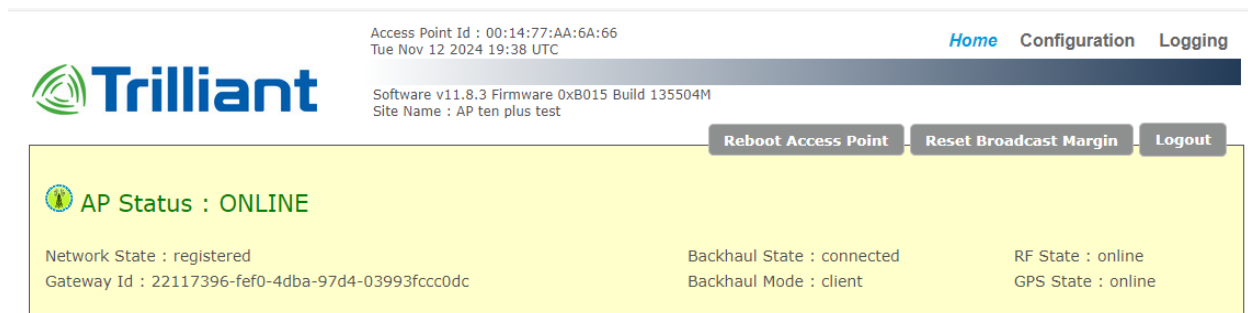 Access Point Id : 00:14:77:AA:6A:66
Tue Nov 12 2024 19:38 UTC
Home Configuration Logging
Trilliant
Software v11.8.3 Firmware 0xB015 Build 135504M
Site Name : AP ten plus test
Reboot Access Point Reset Broadcast Margin Logout
AP Status : ONLINE
Network State : registered Backhaul State : connected RF State : online
Gateway Id : 22117396-fef0-4dba-97d4-03993fccc0dc Backhaul Mode : client GPS State : online